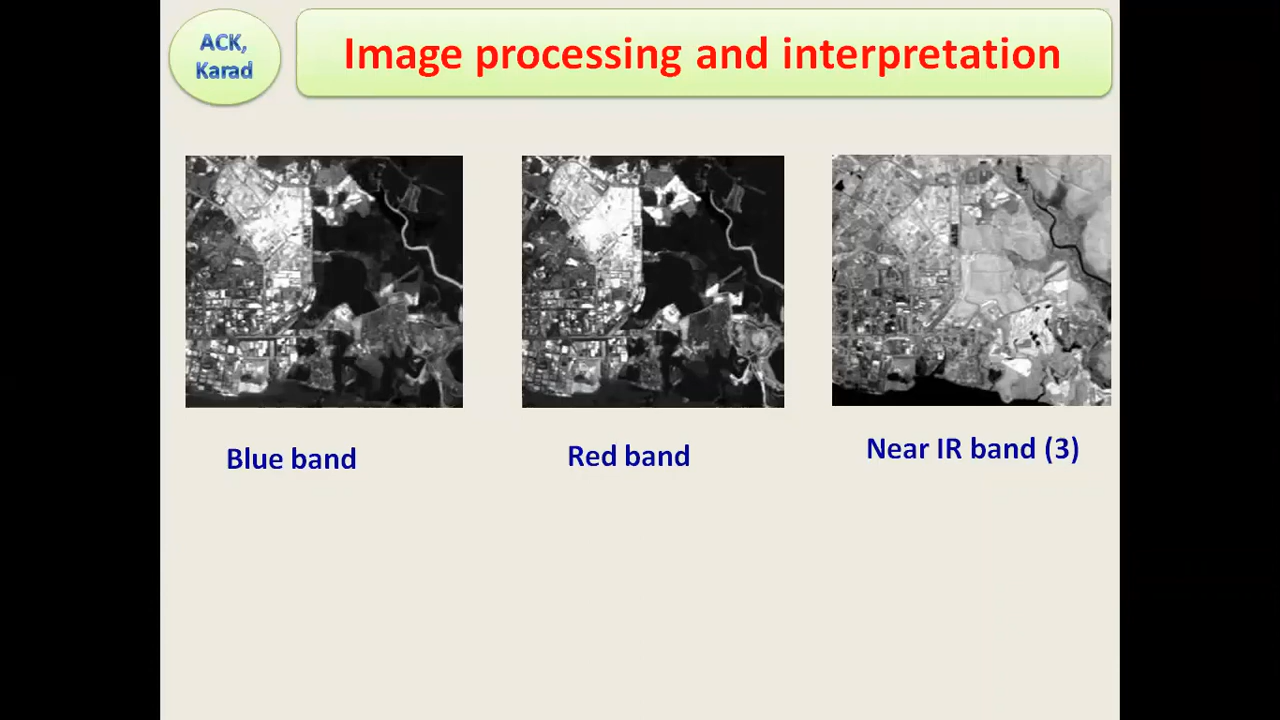 ACK,
Karad
Image processing and interpretation
Blue band
Red band
Near IR band (3)